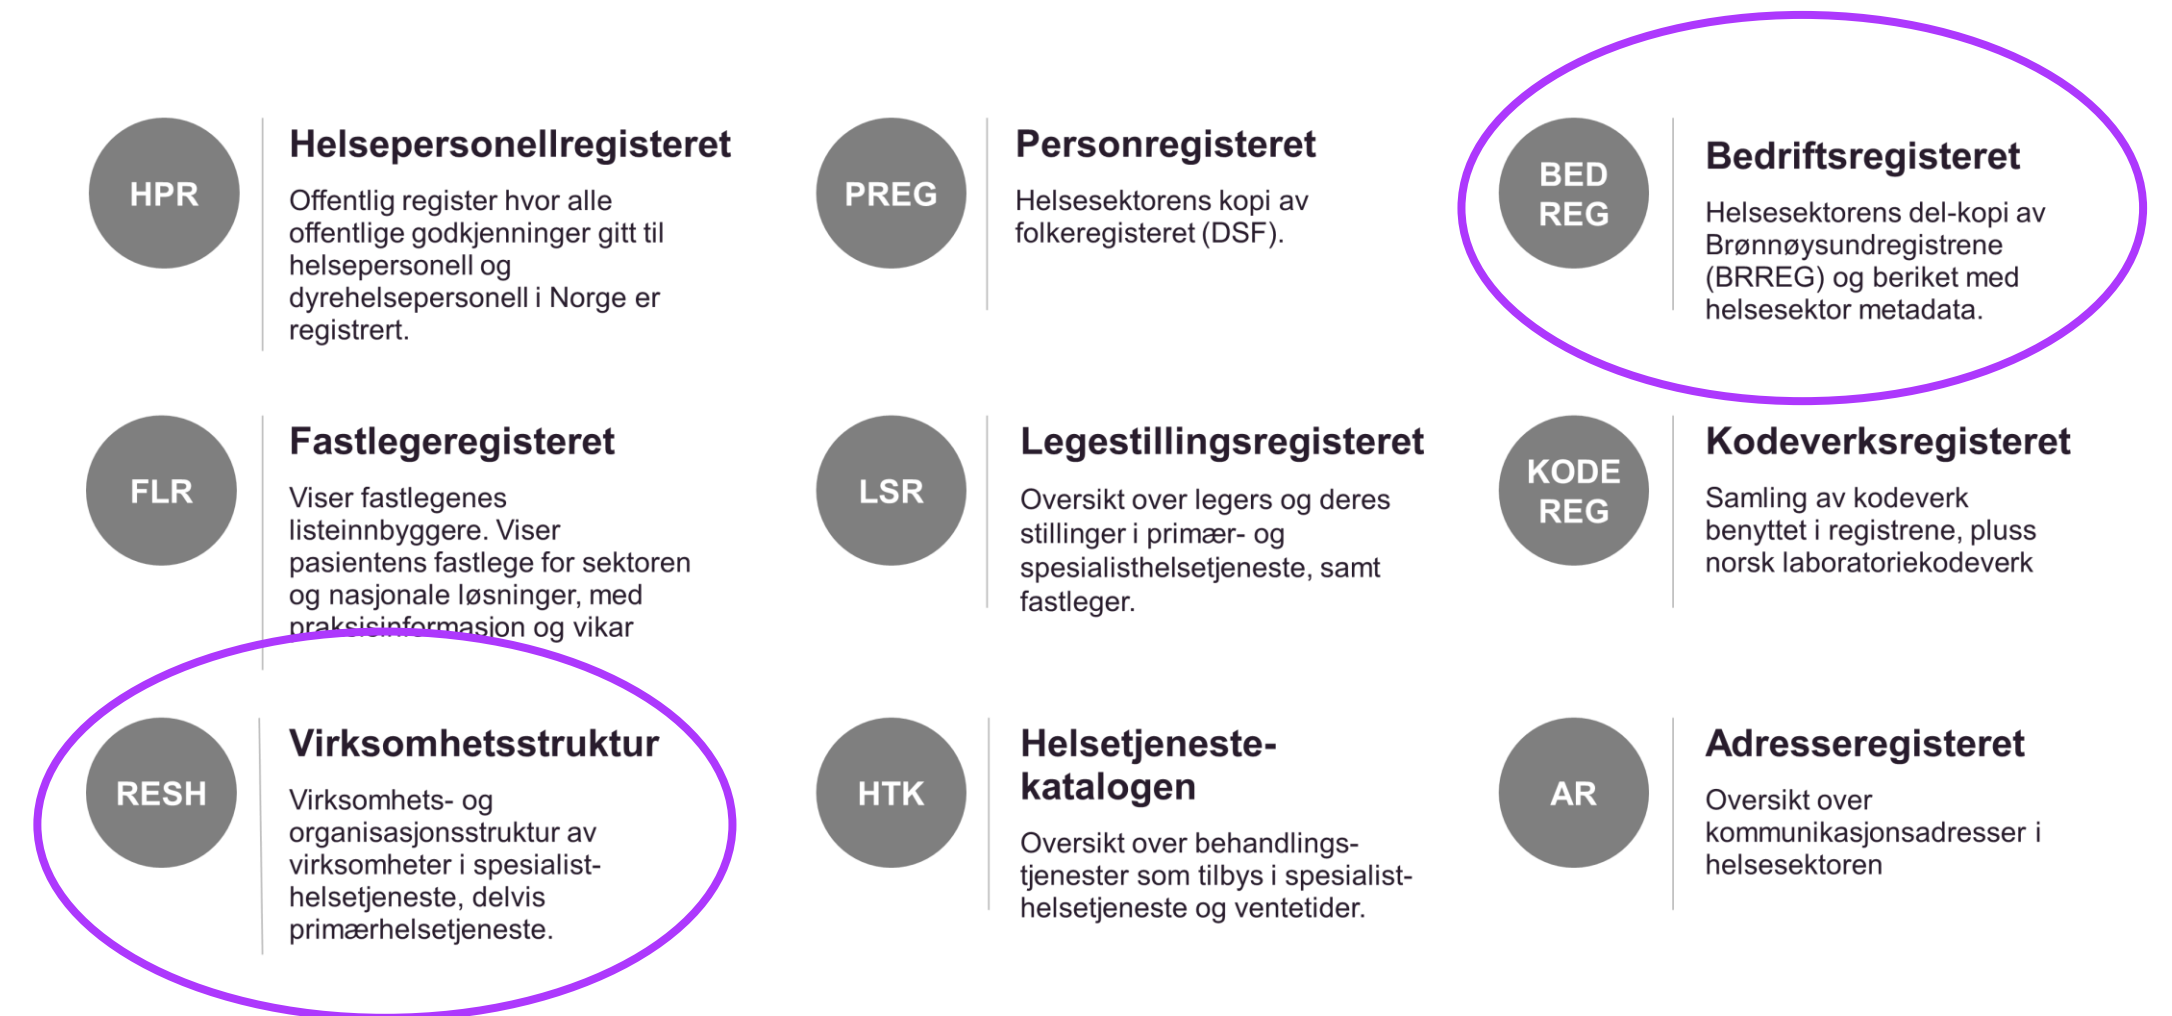 HPR
Helsepersonellregisteret
Offentlig register hvor alle
offentlige godkjenninger gitt til
helsepersonell og
dyrehelsepersonell i Norge er
registrert.
PREG
Personregisteret
Helsesektorens kopi av
folkeregisteret (DSF).
BED
REG
Bedriftsregisteret
Helsesektorens del-kopi av
Brønnøysundregistrene
(BRREG) og beriket med
helsesektor metadata.
FLR
Fastlegeregisteret
Viser fastlegenes
listeinnbyggere. Viser
pasientens fastlege for sektoren
og nasjonale løsninger, med
praksisinformasjon og vikar
LSR
Legestillingsregisteret
Oversikt over legers og deres
stillinger i primær- og
spesialisthelsetjeneste, samt
fastleger.
KODE
REG
Kodeverksregisteret
Samling av kodeverk
benyttet i registrene, pluss
norsk laboratoriekodeverk
RESH
Virksomhetsstruktur
Virksomhets- og
organisasjonsstruktur av
virksomheter i spesialist-
helsetjeneste, delvis
primærhelsetjeneste.
HTK
Helsetjeneste-
katalogen
Oversikt over behandlings-
tjenester som tilbys i spesialist-
helsetjeneste og ventetider.
AR
Adresseregisteret
Oversikt over
kommunikasjonsadresser i
helsesektoren